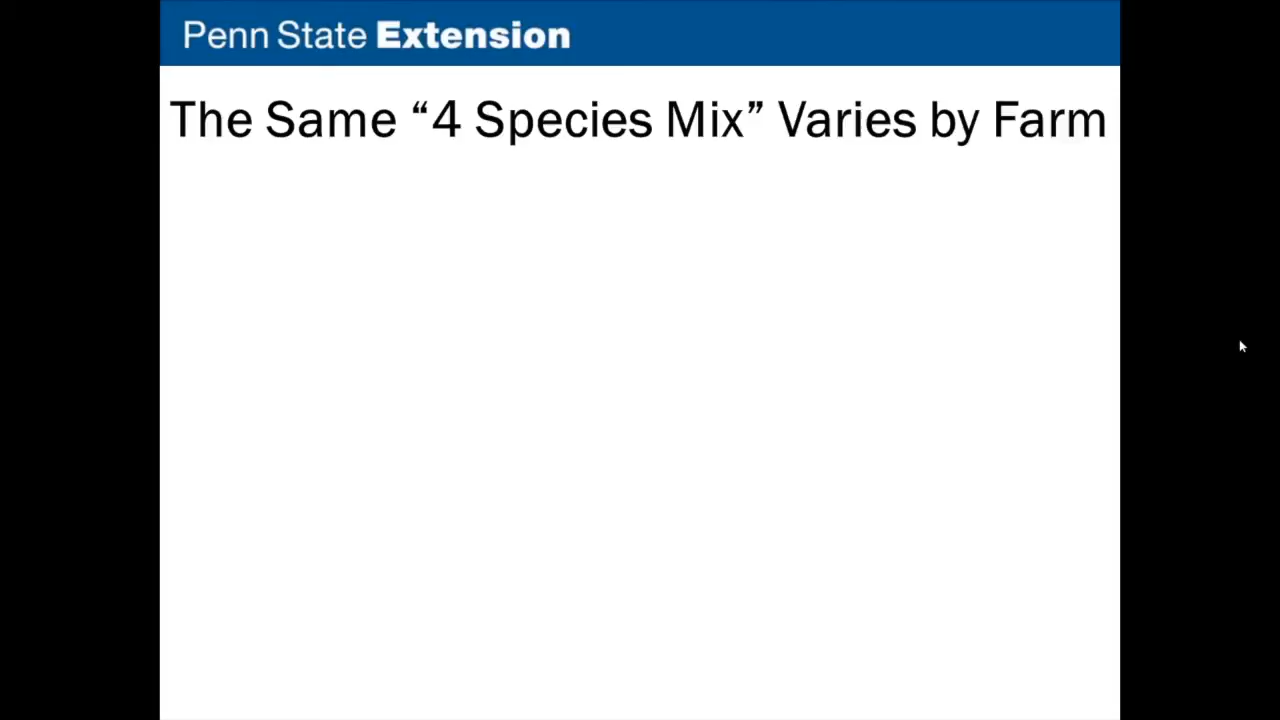 Penn State Extension
The Same “4 Species Mix” Varies by Farm